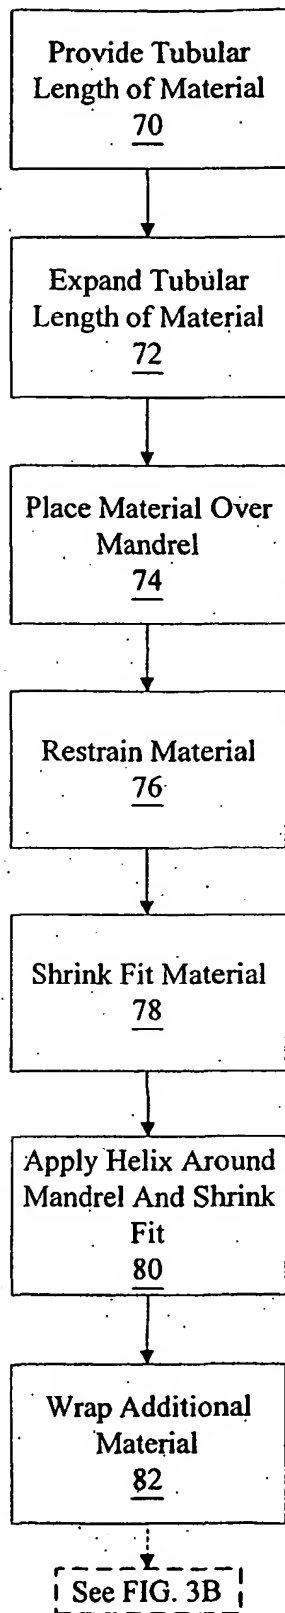 Provide Tubular
Length of Material
70
Expand Tubular
Length of Material
72
Place Material Over
Mandrel
74
Restrain Material
76
Shrink Fit Material
78
Apply Helix Around
Mandrel And Shrink
Fit
80
Wrap Additional
Material
82
See FIG. 3B